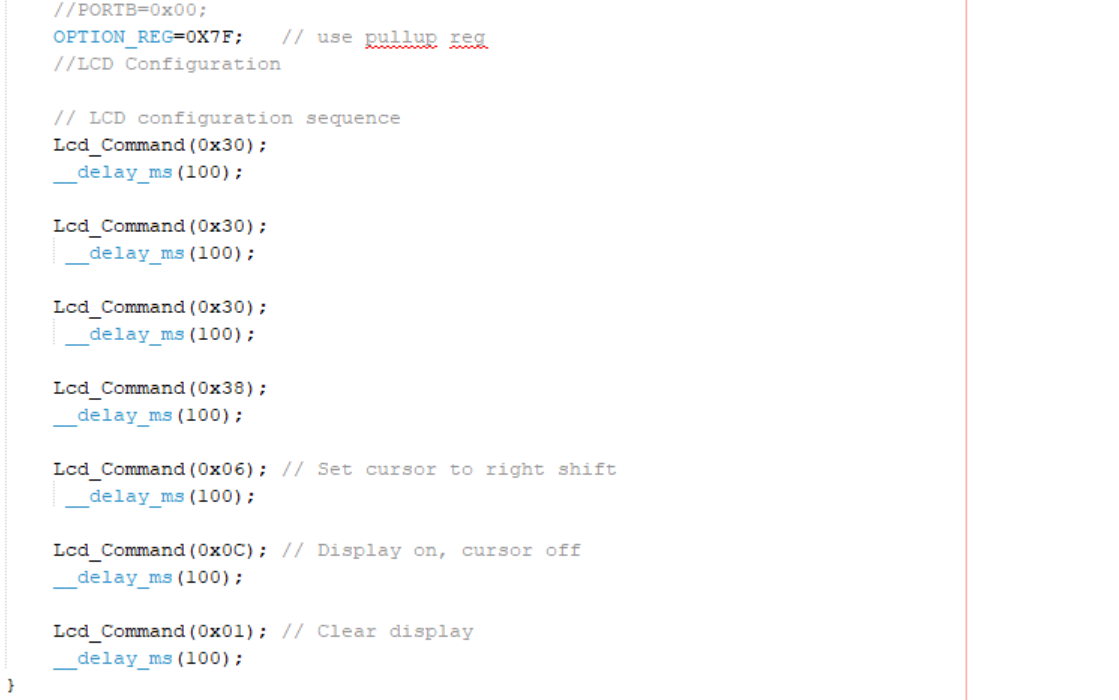 //PORTB=0x00;
OPTION_REG=0X7F;   // use pullup reg
//LCD Configuration
// LCD configuration sequence
Lcd_Command(0x30);
__delay_ms(100);
Lcd_Command(0x30);
__delay_ms(100);
Lcd_Command(0x30);
__delay_ms(100);
Lcd_Command(0x38);
__delay_ms(100);
Lcd_Command(0x06); // Set cursor to right shift
__delay_ms(100);
Lcd_Command(0x0C); // Display on, cursor off
__delay_ms(100);
Lcd_Command(0x01); // Clear display
__delay_ms(100);
}